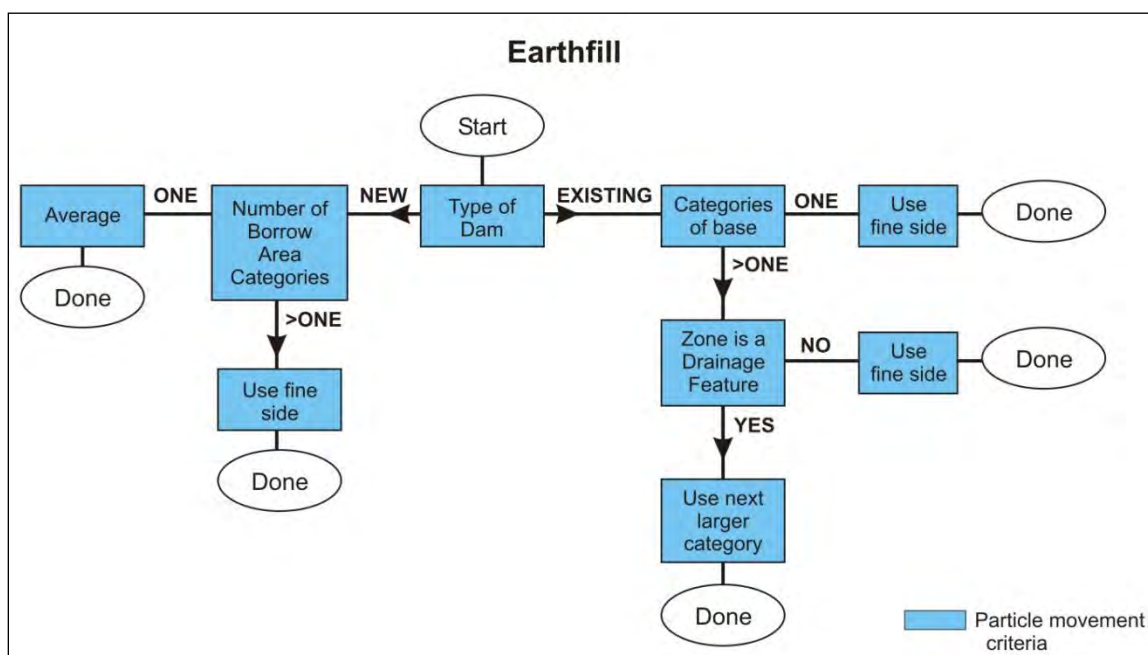 Earthfill
Start
Average
ONE
Number of
Borrow
Area
Categories
NEW
Type of
Dam
EXISTING
Categories
of base
ONE
Use
fine side
Done
Done
>ONE
Use fine
side
Done
>ONE
Zone is a
Drainage
Feature
NO
Use
fine side
Done
YES
Use next
larger
category
Done
Particle movement
criteria